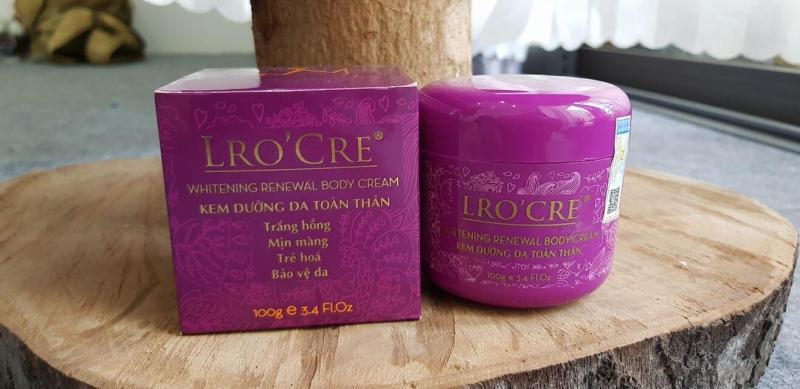 LRO'CRE®
WHITENING RENEWAL BODY CREAM
KEM DƯỠNG DA TOÀN THÂN
Trắng hồng
Mịn màng
Trẻ hoá
Bảo vệ da
100g e 3.4 Fl.Oz
LRO'CRE®
WHITENING RENEWAL BODY CREAM
KEM DƯỠNG DA TOÀN THÂN
100g e 3.4 Fl.Oz